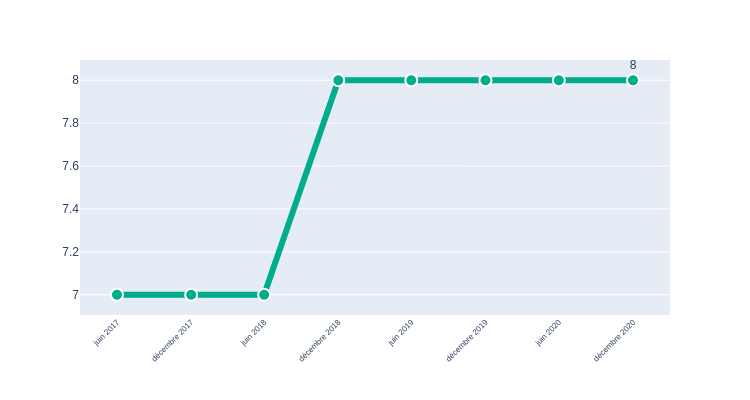 8
8
7.8
7.6
7.4
7.2
7
juin 2017
décembre 2017
juin 2018
décembre 2018
juin 2019
décembre 2019
juin 2020
décembre 2020